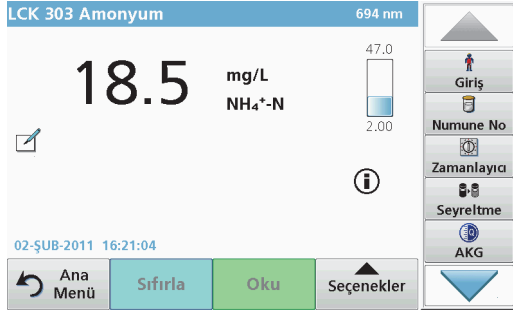 LCK 303 Amonyum 694 nm
18.5 mg/L
NH₄⁺-N
47.0
2.00
02-ŞUB-2011 16:21:04
Ana Menü
Sıfırla
Oku
Seçenekler
Giriş
Numune No
Zamanlayıcı
Seyreltme
AKG